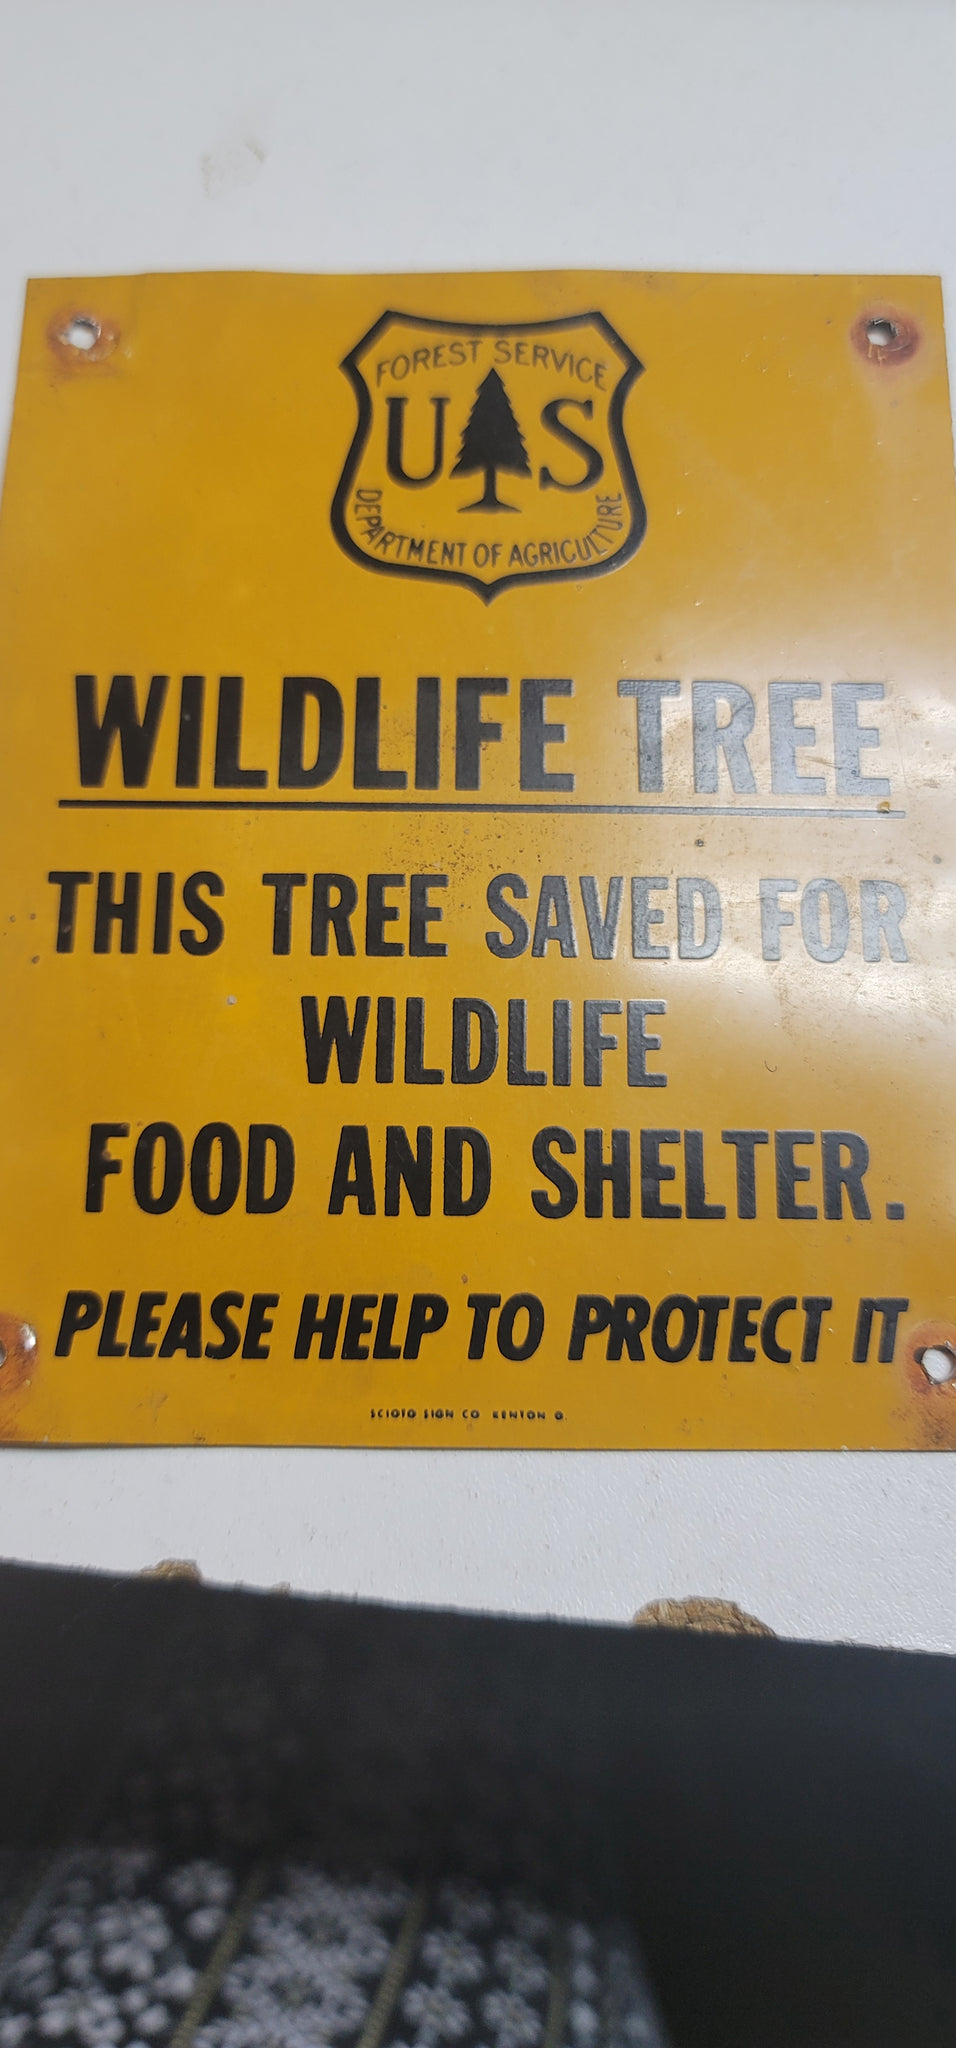 FOREST SERVICE
U S
DEPARTMENT OF AGRICULTURE
WILDLIFE TREE
THIS TREE SAVED FOR
WILDLIFE
FOOD AND SHELTER.
PLEASE HELP TO PROTECT IT
SCIOTO SIGN CO KENTON O.